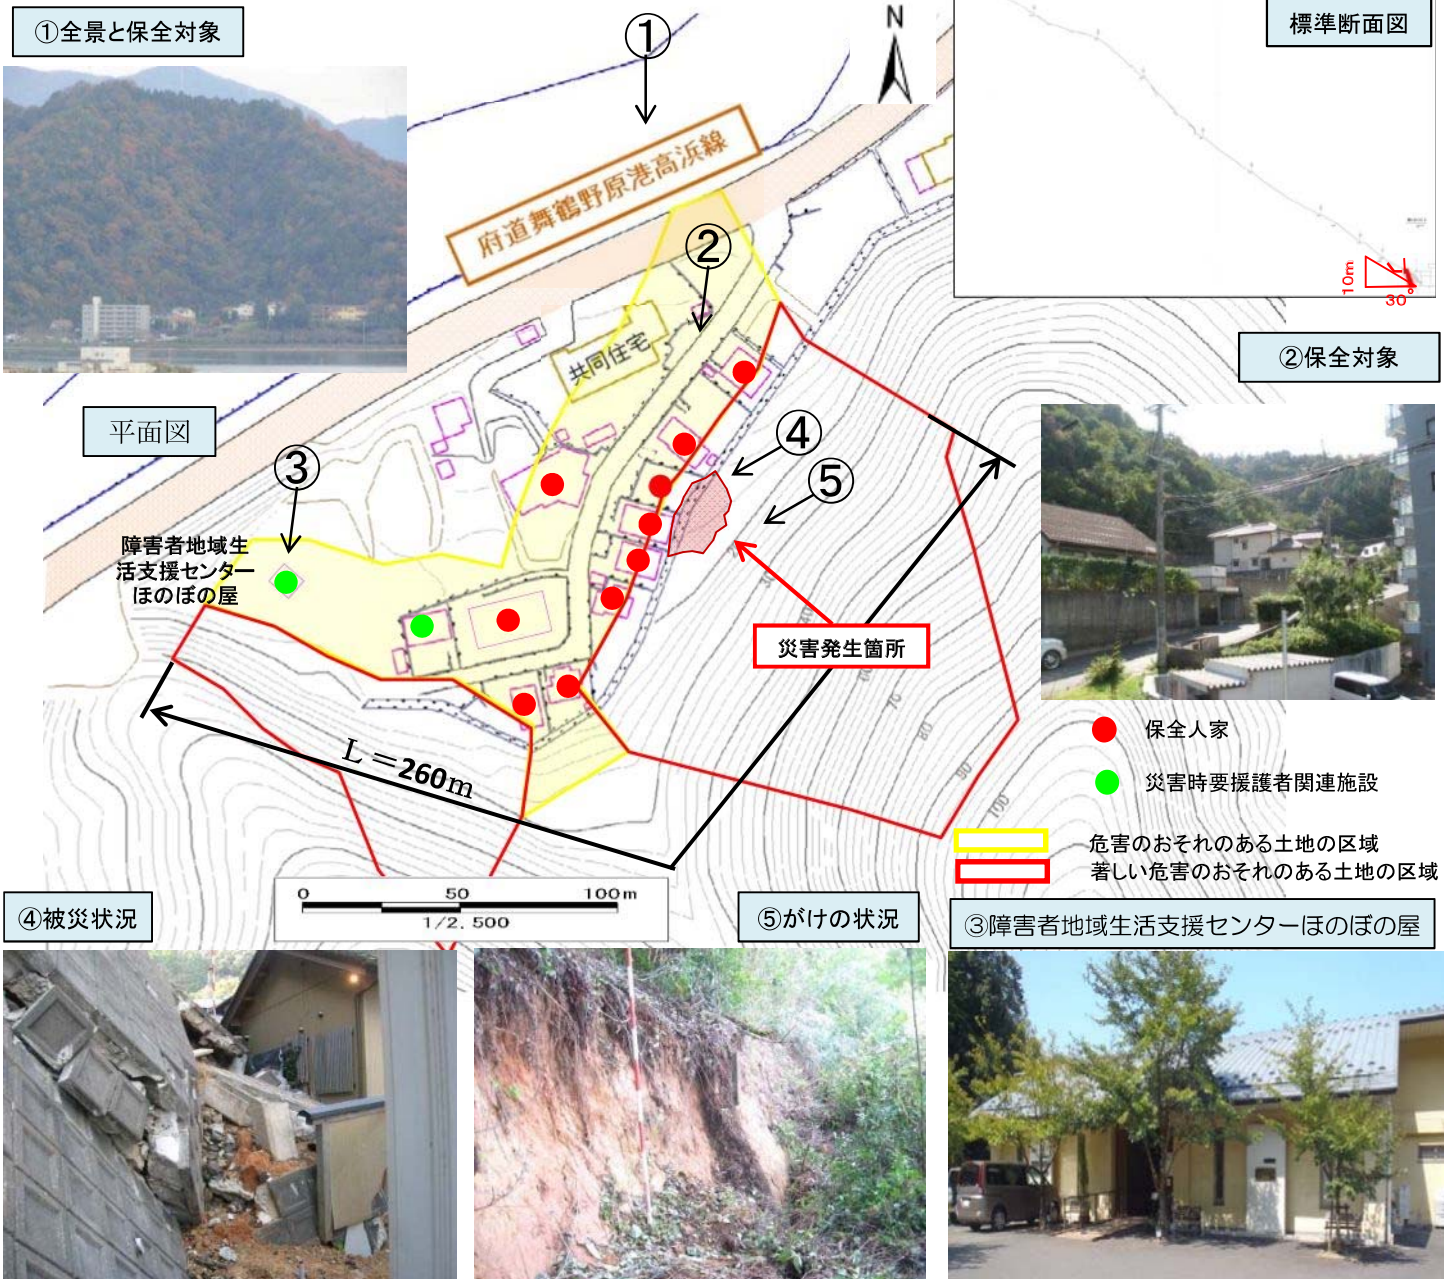 ①全景と保全対象
①
N
標準断面図
10m
30°
府道舞鶴野原港高浜線
②
②保全対象
共同住宅
平面図
③
④
⑤
障害者地域生
活支援センター
ほのぼの屋
災害発生箇所
30
40
70
80
90
100
L＝260m
保全人家
災害時要援護者関連施設
危害のおそれのある土地の区域
著しい危害のおそれのある土地の区域
0 50 100m
1/2.500
④被災状況
⑤がけの状況
③障害者地域生活支援センターほのぼの屋